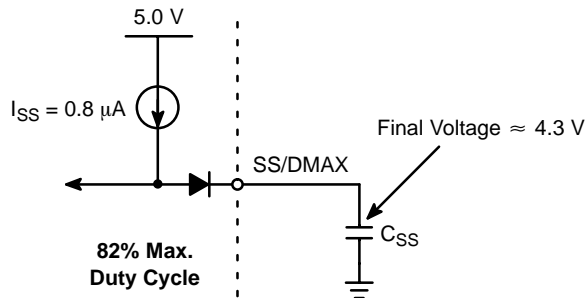 5.0 V
I_SS = 0.8 μA
Final Voltage ≈ 4.3 V
SS/DMAX
C_SS
82% Max.
Duty Cycle